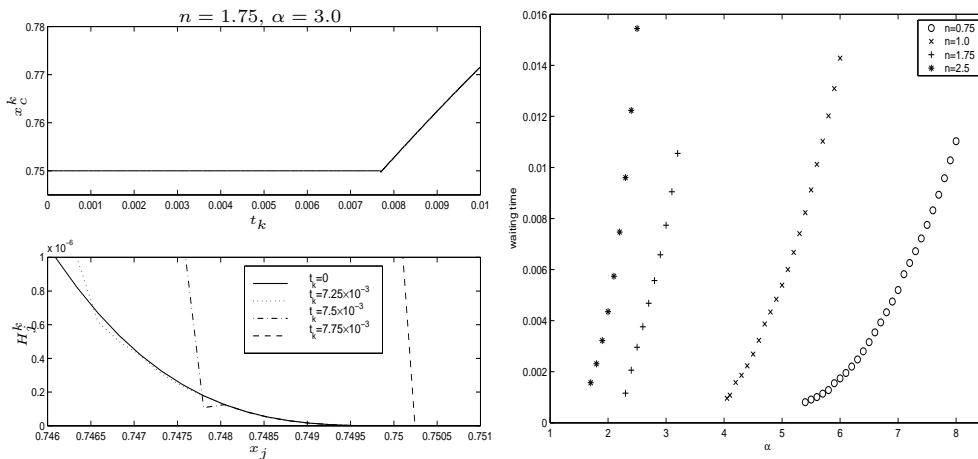 n = 1.75, α = 3.0
0.78
0.77
0.76
0.75
x_c^k
0 0.001 0.002 0.003 0.004 0.005 0.006 0.007 0.008 0.009 0.01
t_k
x 10^-6
1
0.8
0.6
0.4
0.2
0
H_j^k
t_k=0
t_k=7.25×10^-3
t_k=7.5×10^-3
t_k=7.75×10^-3
0.746 0.7465 0.747 0.7475 0.748 0.7485 0.749 0.7495 0.75 0.7505 0.751
x_j
0.016
0.014
0.012
0.01
0.008
0.006
0.004
0.002
0
waiting time
n=0.75
n=1.0
n=1.75
n=2.5
1 2 3 4 5 6 7 8
α